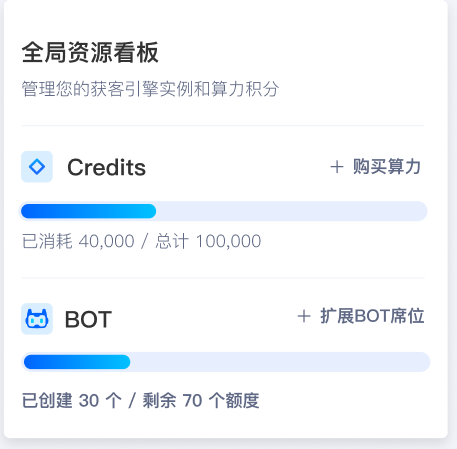 全局资源看板
管理您的获客引擎实例和算力积分
Credits
+ 购买算力
已消耗 40,000 / 总计 100,000
BOT
+ 扩展BOT席位
已创建 30 个 / 剩余 70 个额度